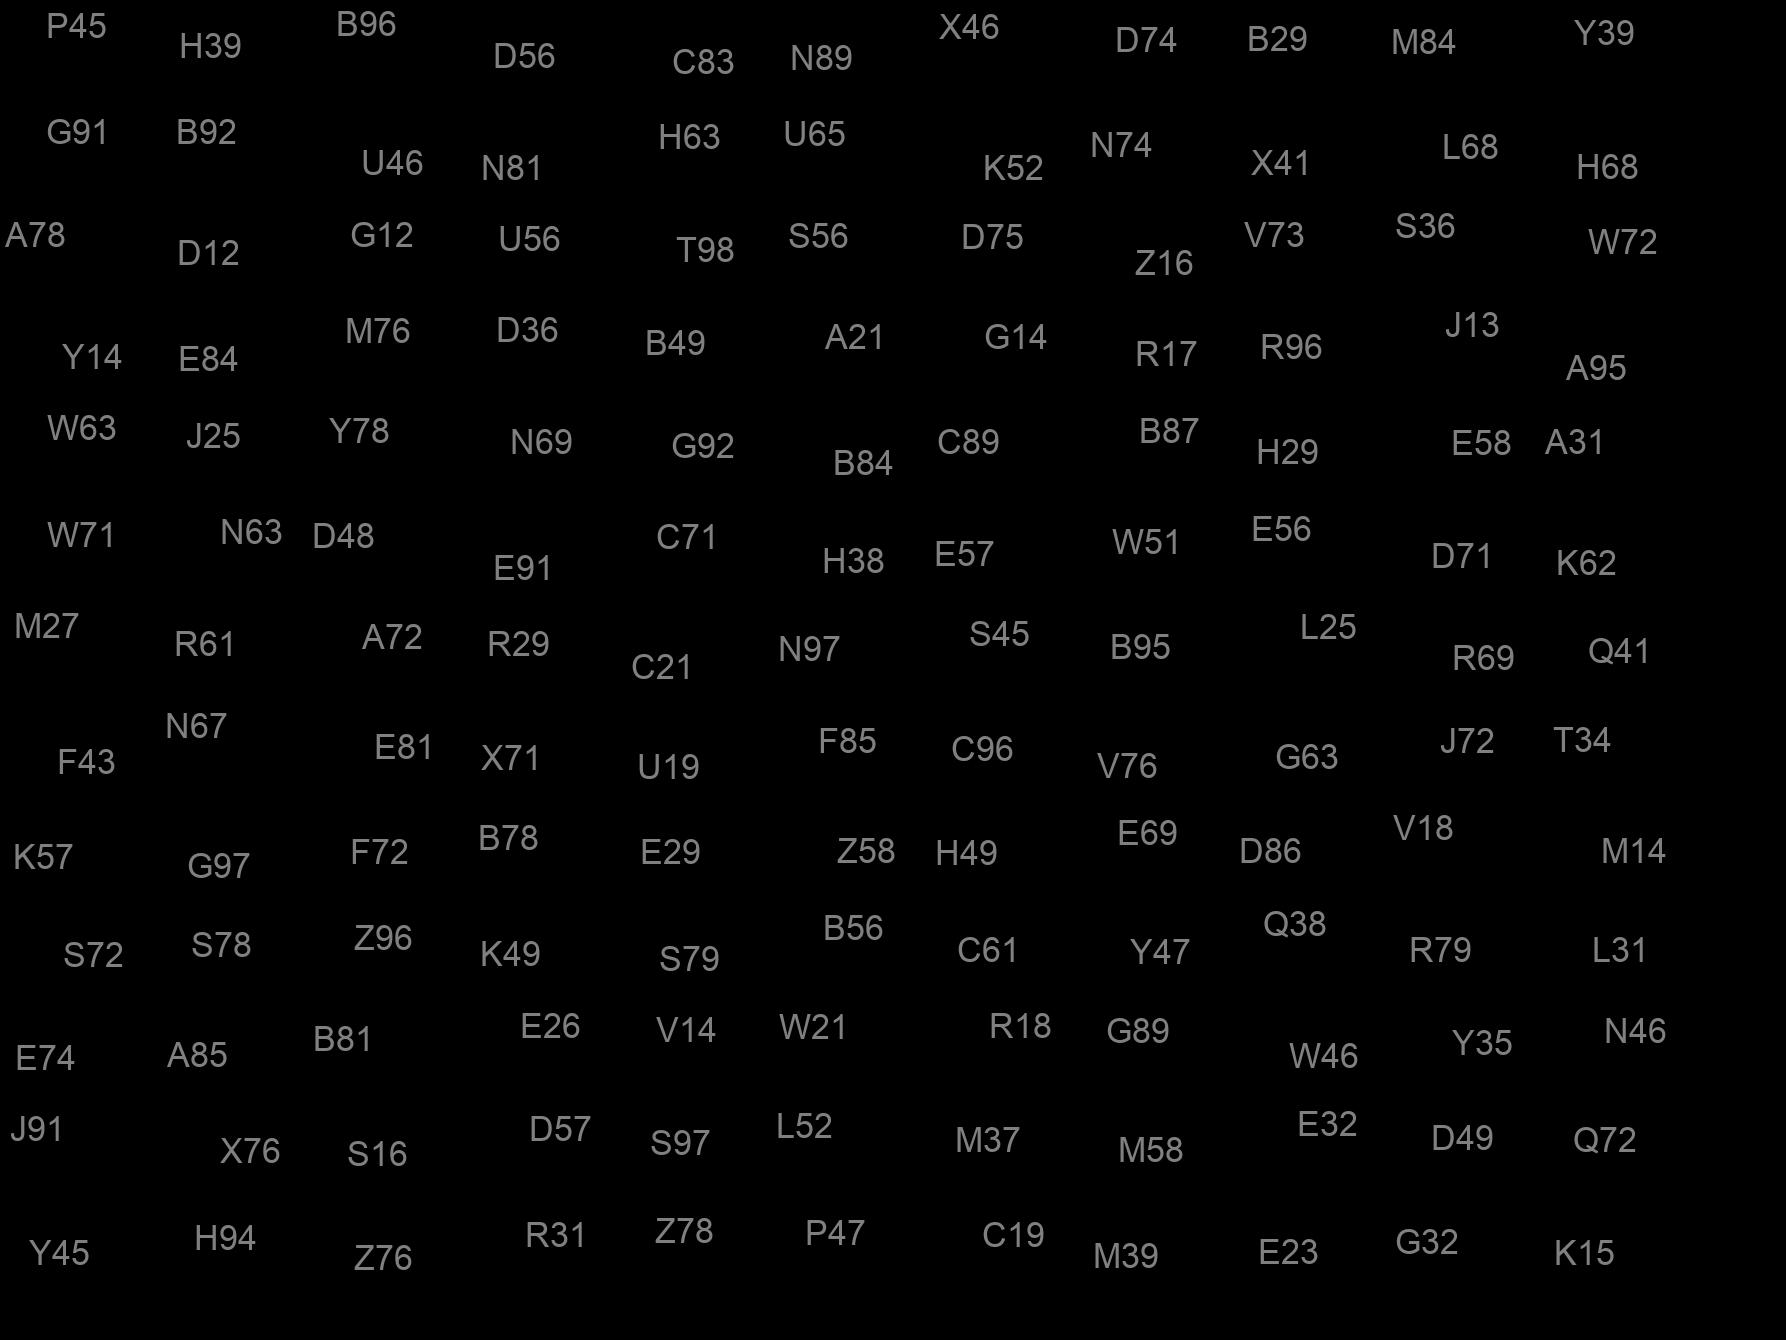 P45 H39 B96 D56 C83 N89 X46 D74 B29 M84 Y39
G91 B92 U46 N81 H63 U65 K52 N74 X41 L68 H68
A78 D12 G12 U56 T98 S56 D75 Z16 V73 S36 W72
Y14 E84 M76 D36 B49 A21 G14 R17 R96 J13 A95
W63 J25 Y78 N69 G92 B84 C89 B87 H29 E58 A31
W71 N63 D48 E91 C71 H38 E57 W51 E56 D71 K62
M27 R61 A72 R29 C21 N97 S45 B95 L25 R69 Q41
F43 N67 E81 X71 U19 F85 C96 V76 G63 J72 T34
K57 G97 F72 B78 E29 Z58 H49 E69 D86 V18 M14
S72 S78 Z96 K49 S79 B56 C61 Y47 Q38 R79 L31
E74 A85 B81 E26 V14 W21 R18 G89 W46 Y35 N46
J91 X76 S16 D57 S97 L52 M37 M58 E32 D49 Q72
Y45 H94 Z76 R31 Z78 P47 C19 M39 E23 G32 K15